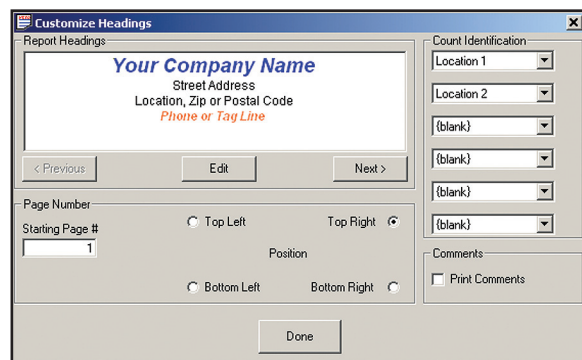 Customize Headings
Report Headings
Your Company Name
Street Address
Location, Zip or Postal Code
Phone or Tag Line
< Previous
Edit
Next >
Page Number
Starting Page #
1
Top Left
Top Right
Position
Bottom Left
Bottom Right
Count Identification
Location 1
Location 2
{blank}
{blank}
{blank}
{blank}
Comments
Print Comments
Done